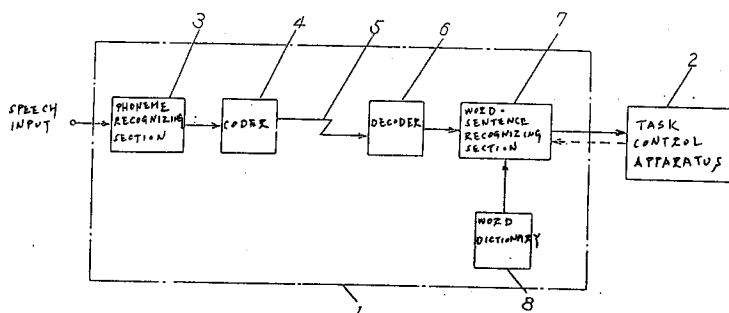 3
4
5
6
7
2
SPEECH
INPUT
PHONEME
RECOGNIZING
SECTION
CODER
DECODER
WORD-
SENTENCE
RECOGNIZING
SECTION
TASK
CONTROL
APPARATUS
WORD
DICTIONARY
1
8